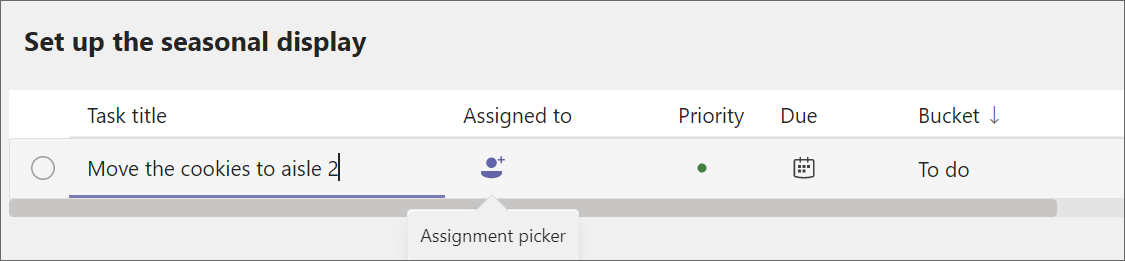 Set up the seasonal display
Task title Assigned to Priority Due Bucket ↓
Move the cookies to aisle 2 To do
Assignment picker